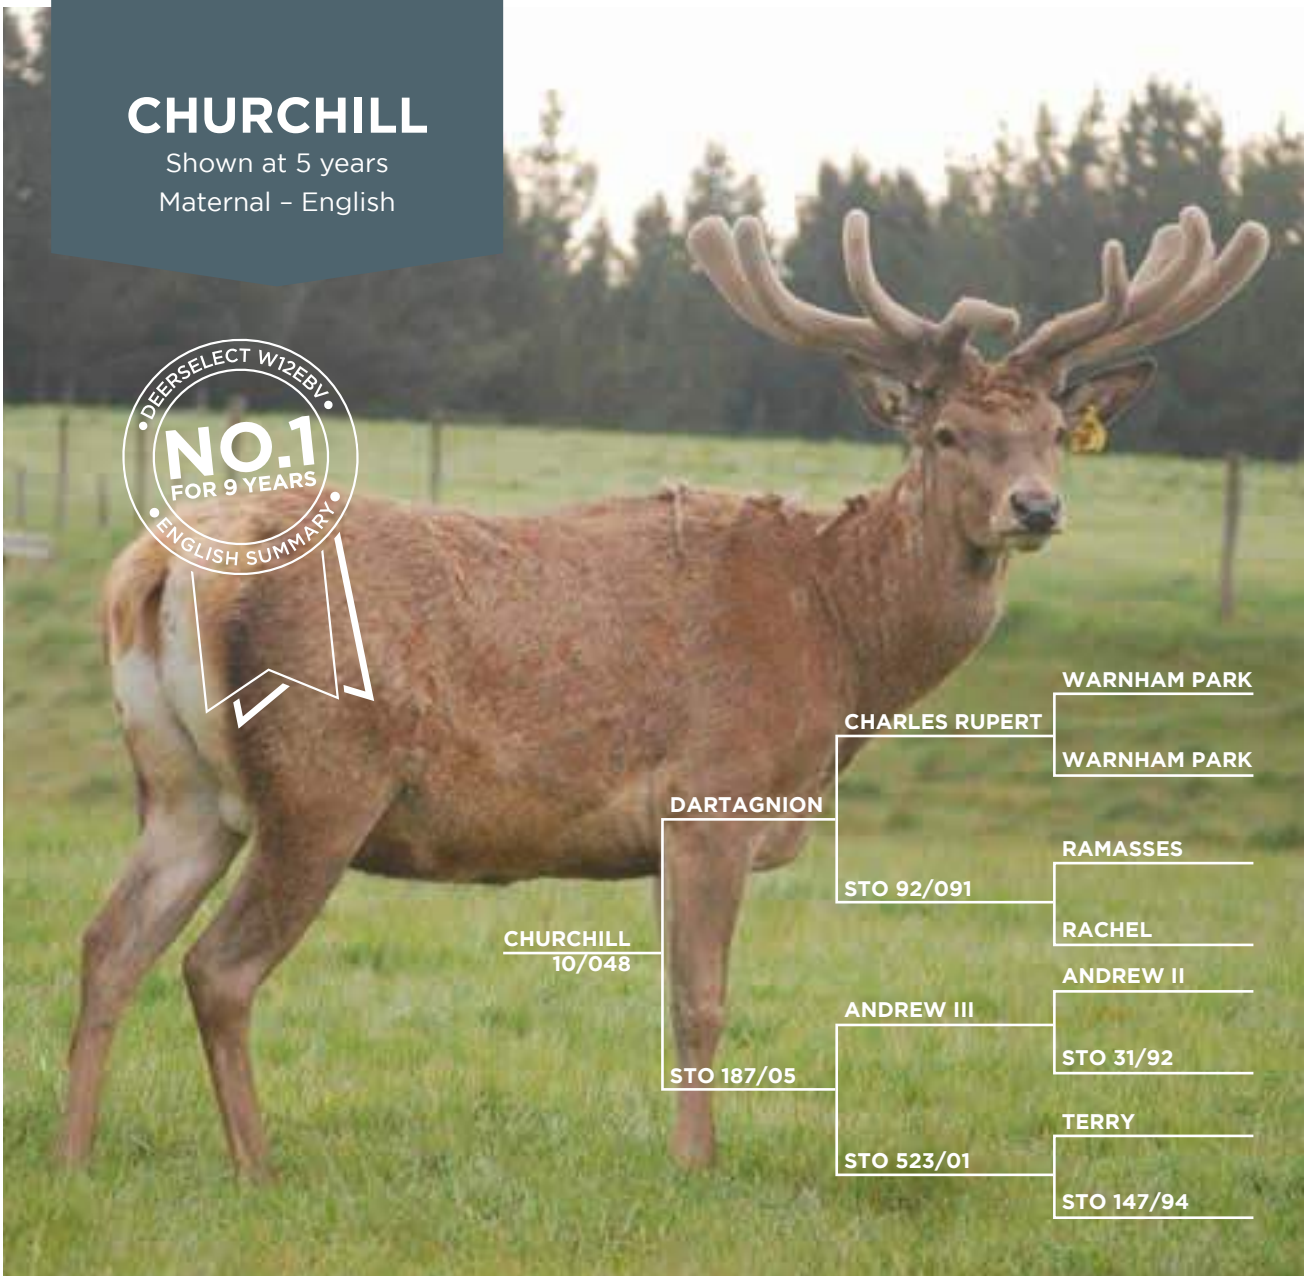 CHURCHILL
Shown at 5 years
Maternal – English
DEERSELECT W12EBV
NO.1
FOR 9 YEARS
ENGLISH SUMMARY
WARNHAM PARK
CHARLES RUPERT
WARNHAM PARK
DARTAGNION
RAMASSES
STO 92/091
RACHEL
CHURCHILL
10/048
ANDREW II
ANDREW III
STO 31/92
STO 187/05
TERRY
STO 523/01
STO 147/94